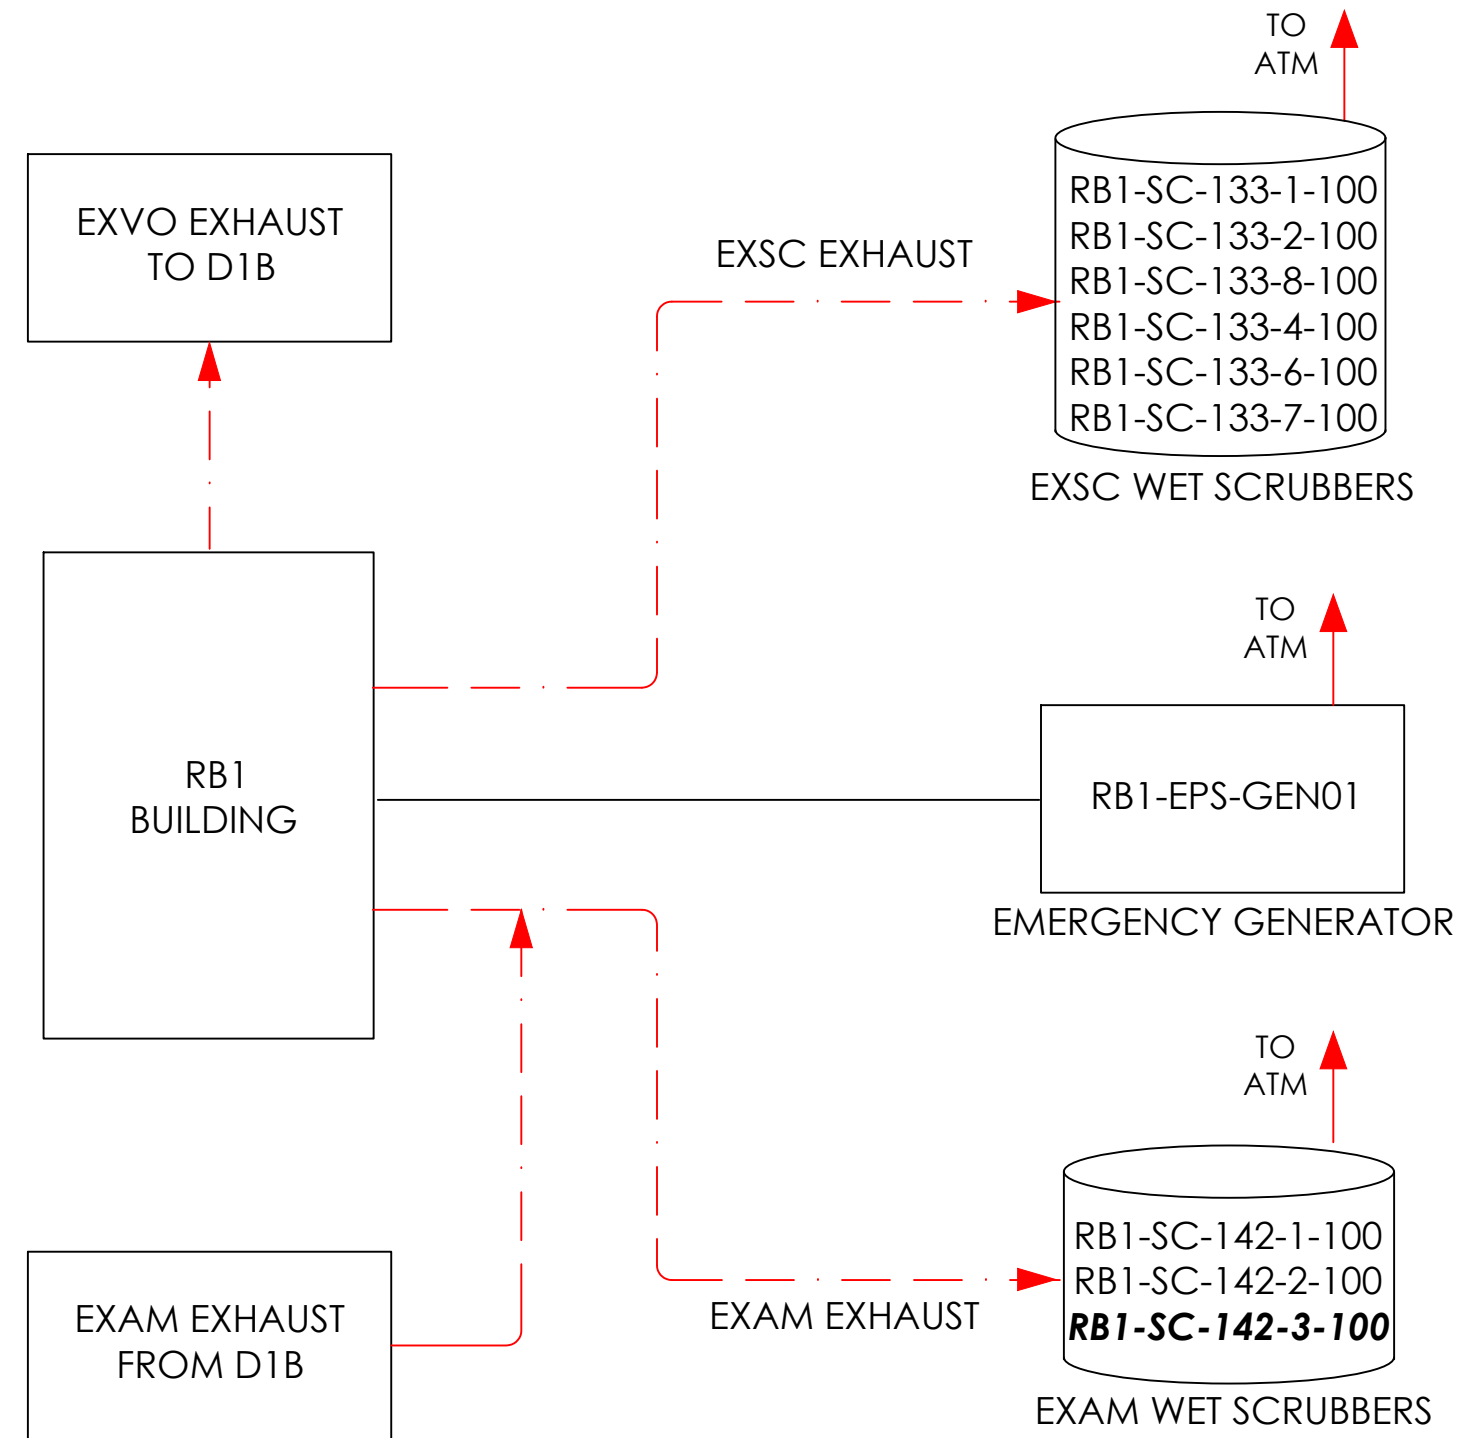 TO
ATM
RB1-SC-133-1-100
RB1-SC-133-2-100
RB1-SC-133-8-100
RB1-SC-133-4-100
RB1-SC-133-6-100
RB1-SC-133-7-100
EXSC WET SCRUBBERS
EXVO EXHAUST
TO D1B
EXSC EXHAUST
TO
ATM
RB1
BUILDING
RB1-EPS-GEN01
EMERGENCY GENERATOR
TO
ATM
RB1-SC-142-1-100
RB1-SC-142-2-100
RB1-SC-142-3-100
EXAM WET SCRUBBERS
EXAM EXHAUST
EXAM EXHAUST
FROM D1B